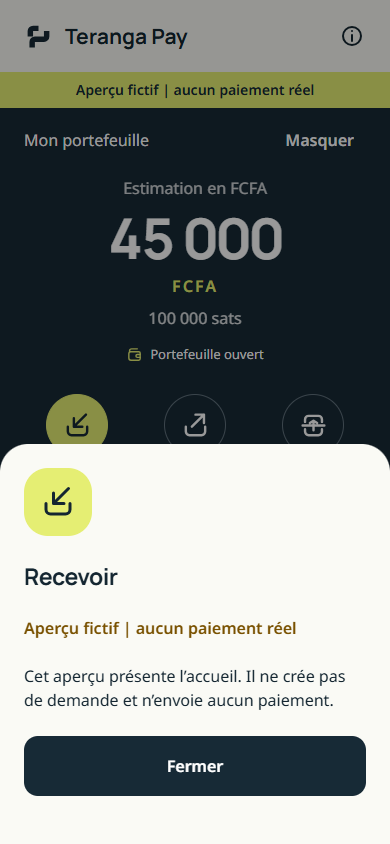 Teranga Pay
Aperçu fictif | aucun paiement réel
Mon portefeuille
Masquer
Estimation en FCFA
45 000
FCFA
100 000 sats
Portefeuille ouvert
Recevoir
Aperçu fictif | aucun paiement réel
Cet aperçu présente l’accueil. Il ne crée pas
de demande et n’envoie aucun paiement.
Fermer